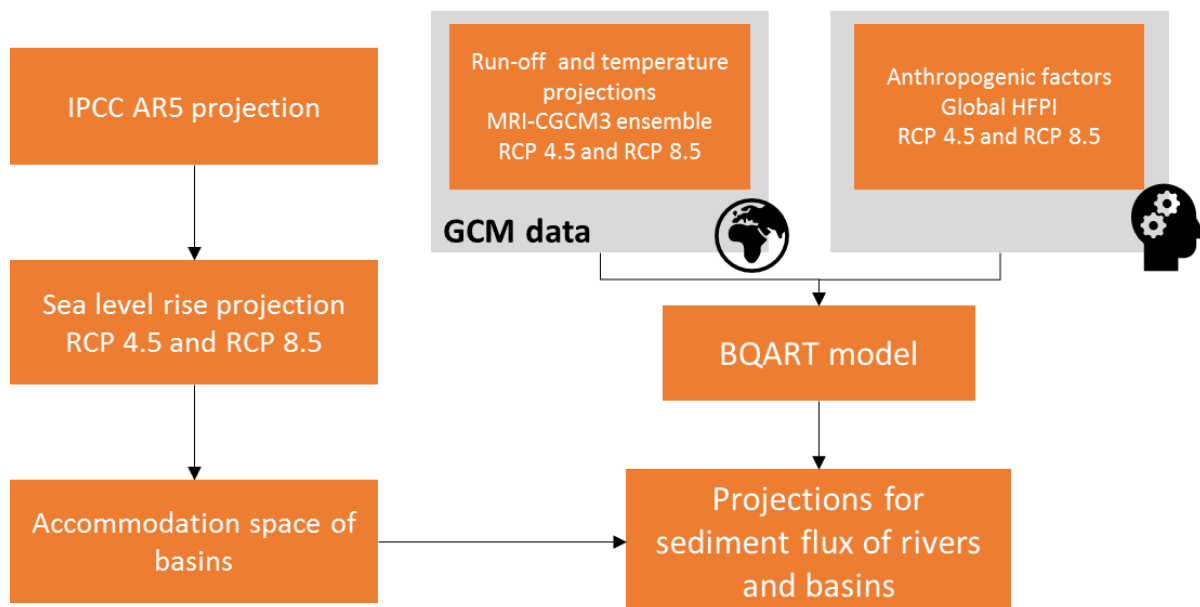 IPCC AR5 projection
Sea level rise projection
RCP 4.5 and RCP 8.5
Accommodation space of
basins
Run-off and temperature
projections
MRI-CGCM3 ensemble
RCP 4.5 and RCP 8.5
GCM data
Anthropogenic factors
Global HFPI
RCP 4.5 and RCP 8.5
BQART model
Projections for
sediment flux of rivers
and basins